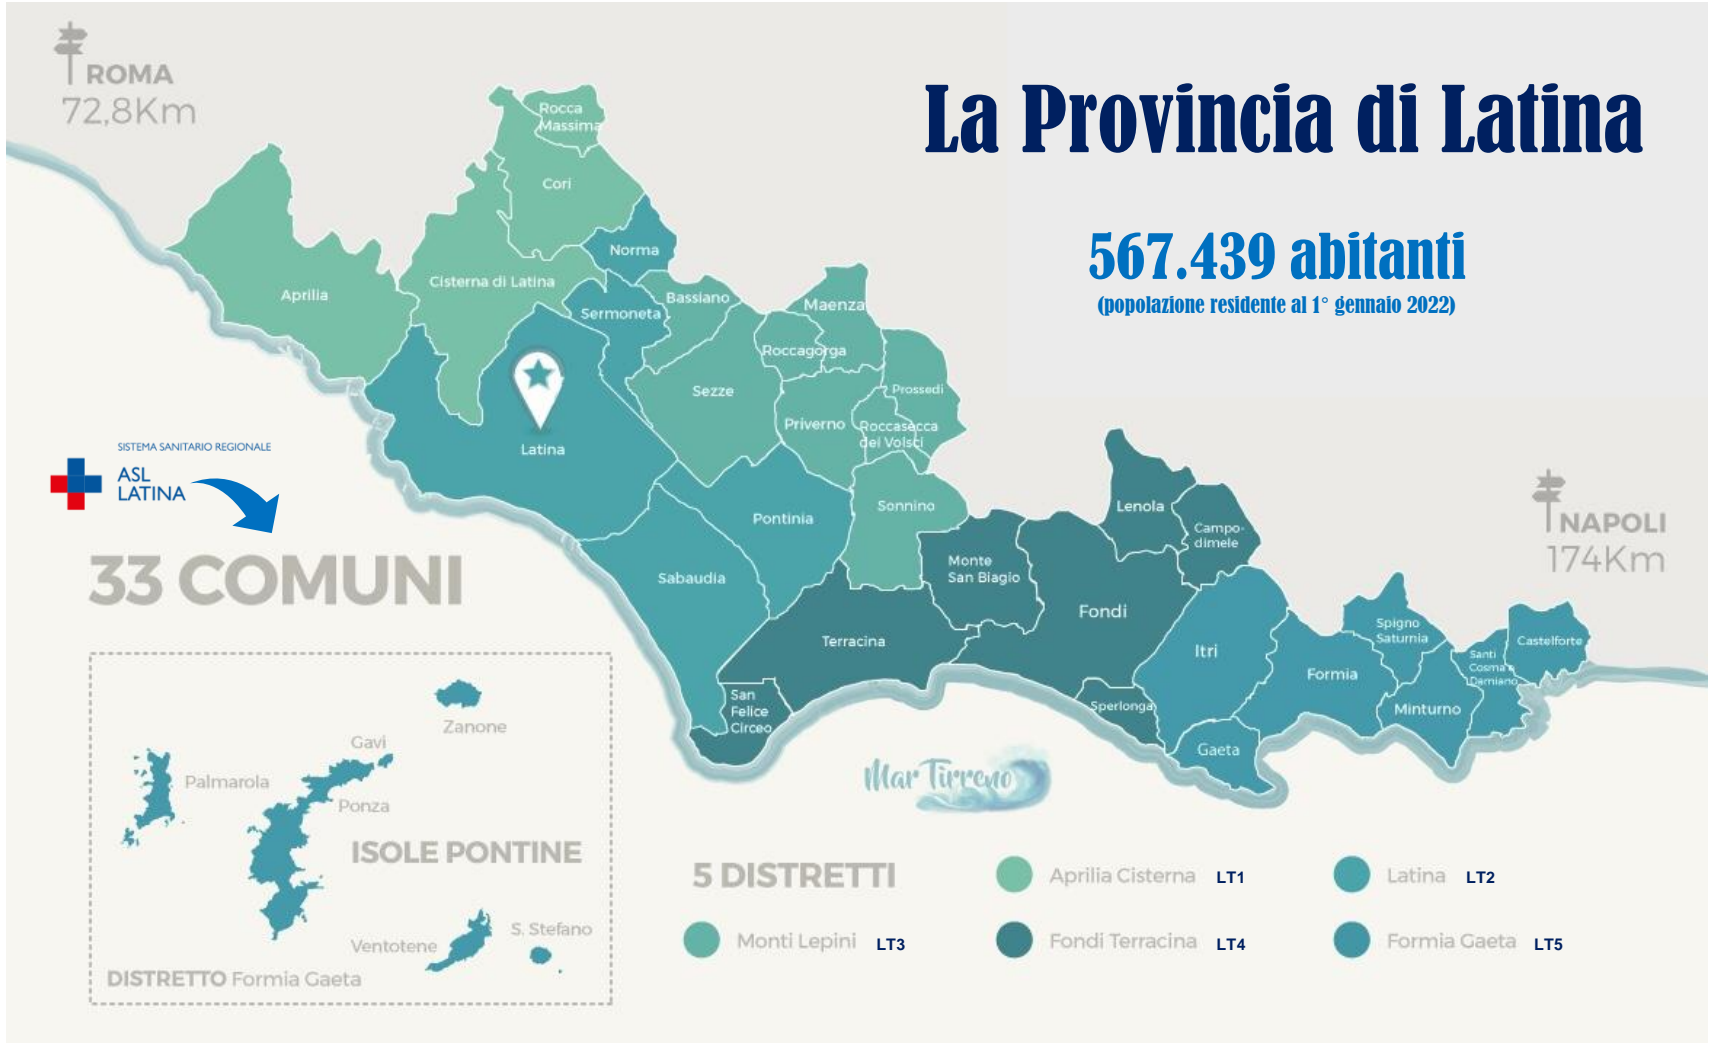 ROMA
72,8Km
La Provincia di Latina
567.439 abitanti
(popolazione residente al 1° gennaio 2022)
Rocca
Massima
Cori
Norma
Cisterna di Latina
Aprilia
Bassiano
Sermoneta
Maenza
Roccagorga
Sezze
Prossedi
Priverno
Roccasecca
dei Volsci
Latina
SISTEMA SANITARIO REGIONALE
ASL
LATINA
33 COMUNI
Pontinia
Sonnino
Sabaudia
Lenola
Campo-
dimele
Monte
San Biagio
Fondi
Terracina
San
Felice
Circeo
Sperlonga
Itri
Gaeta
Formia
Spigno
Saturnia
Minturno
Santi
Cosma e
Damiano
Castelforte
NAPOLI
174Km
Mar Tirreno
Zanone
Gavi
Palmarola
Ponza
ISOLE PONTINE
Ventotene
S. Stefano
DISTRETTO Formia Gaeta
5 DISTRETTI
Aprilia Cisterna LT1
Latina LT2
Monti Lepini LT3
Fondi Terracina LT4
Formia Gaeta LT5